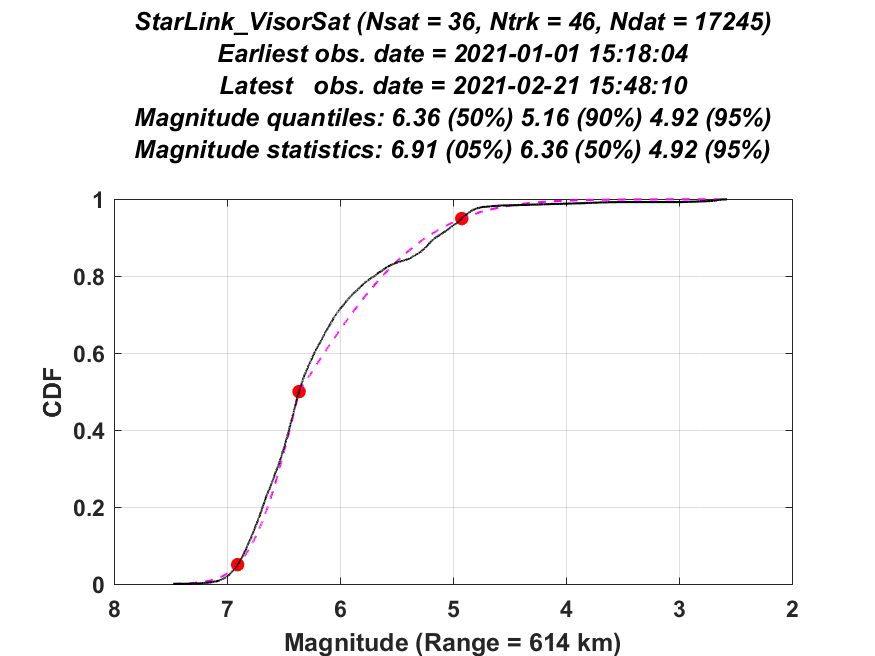 StarLink_VisorSat (Nsat = 36, Ntrk = 46, Ndat = 17245)
Earliest obs. date = 2021-01-01 15:18:04
Latest obs. date = 2021-02-21 15:48:10
Magnitude quantiles: 6.36 (50%) 5.16 (90%) 4.92 (95%)
Magnitude statistics: 6.91 (05%) 6.36 (50%) 4.92 (95%)
1
0.8
0.6
0.4
0.2
0
CDF
8 7 6 5 4 3 2
Magnitude (Range = 614 km)